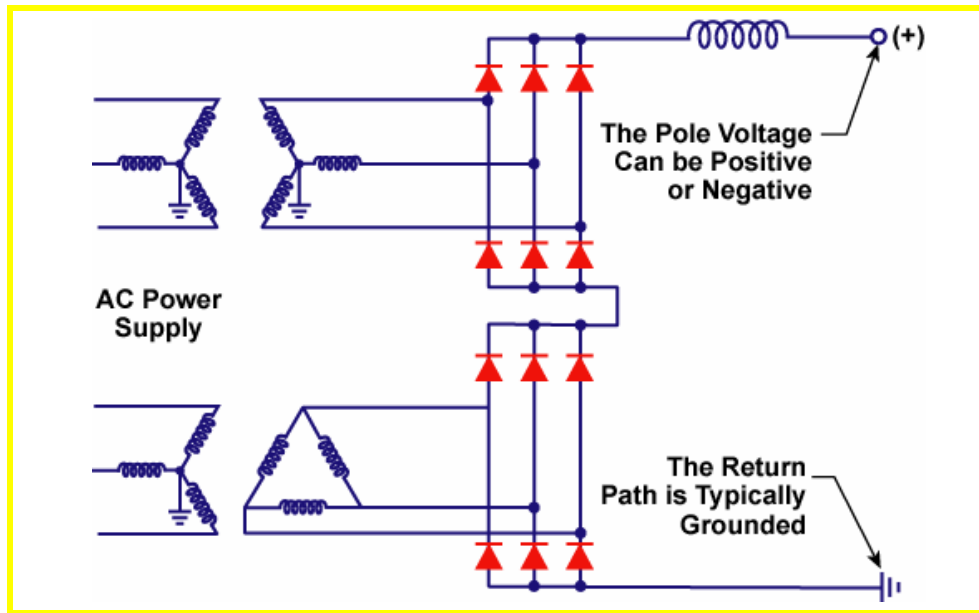 (+)
The Pole Voltage
Can be Positive
or Negative
AC Power
Supply
The Return
Path is Typically
Grounded